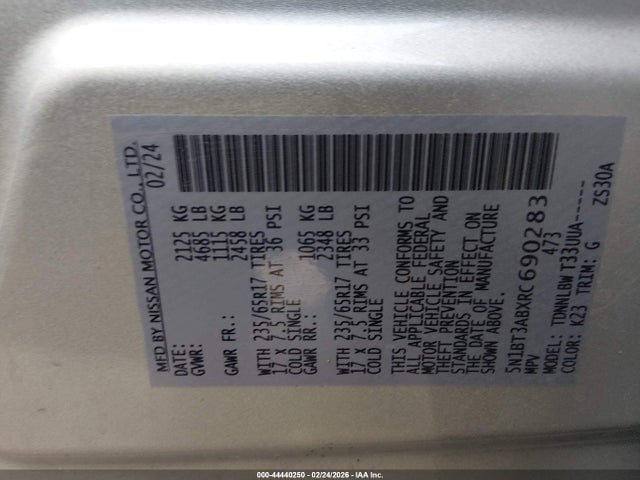 MFD BY NISSAN MOTOR CO., LTD.
DATE: 02/24
GVWR: 2125 KG
4685 LB
GAWR FR.: 1115 KG
2458 LB
WITH 235/65R17 TIRES
17 X 7.5 RIMS AT 36 PSI
COLD SINGLE
GAWR RR.: 1065 KG
2348 LB
WITH 235/65R17 TIRES
17 X 7.5 RIMS AT 33 PSI
COLD SINGLE
THIS VEHICLE CONFORMS TO
ALL APPLICABLE FEDERAL
MOTOR VEHICLE SAFETY AND
THEFT PREVENTION
STANDARDS IN EFFECT ON
THE DATE OF MANUFACTURE
SHOWN ABOVE.
5N1BT3ABXRC690283
MPV 473
TDNNLBW T33UUA-----
COLOR: K23 TRIM: G ZS30A
000-44440250 - 02/24/2026 - IAA Inc.